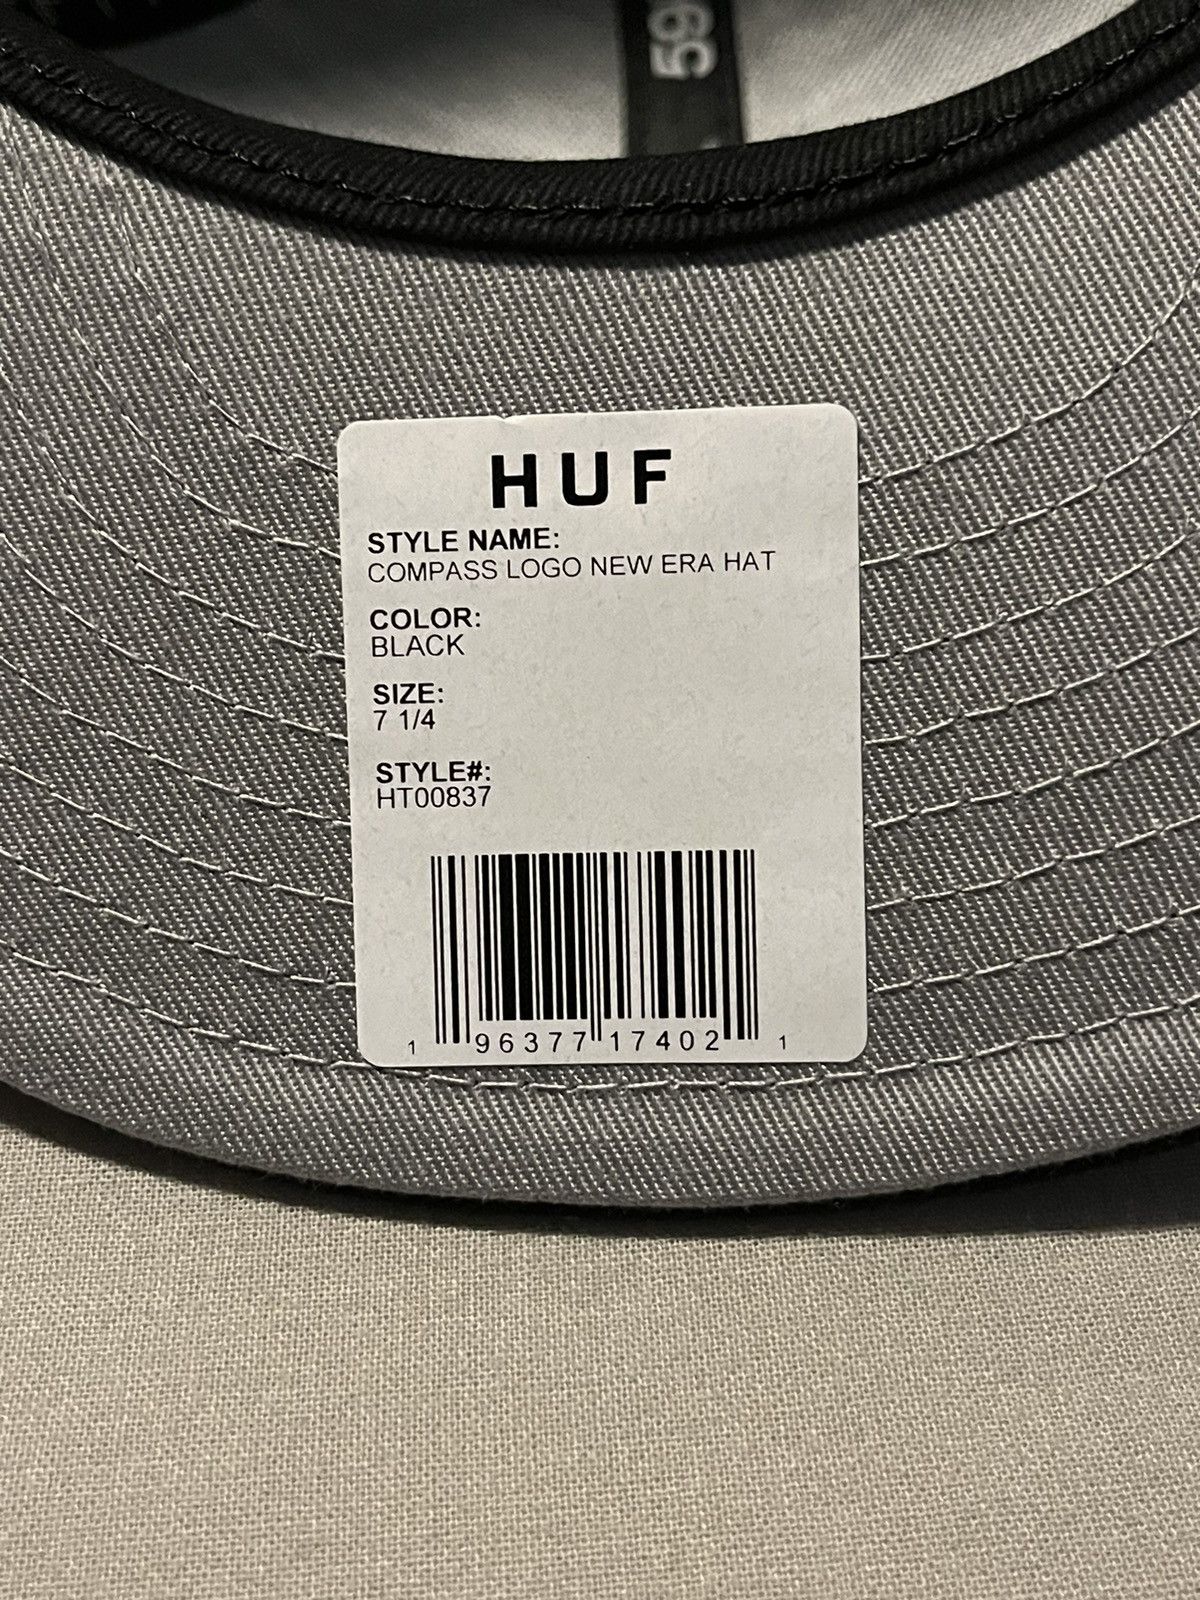 59
HUF
STYLE NAME:
COMPASS LOGO NEW ERA HAT
COLOR:
BLACK
SIZE:
7 1/4
STYLE#:
HT00837
1 96377 17402 1